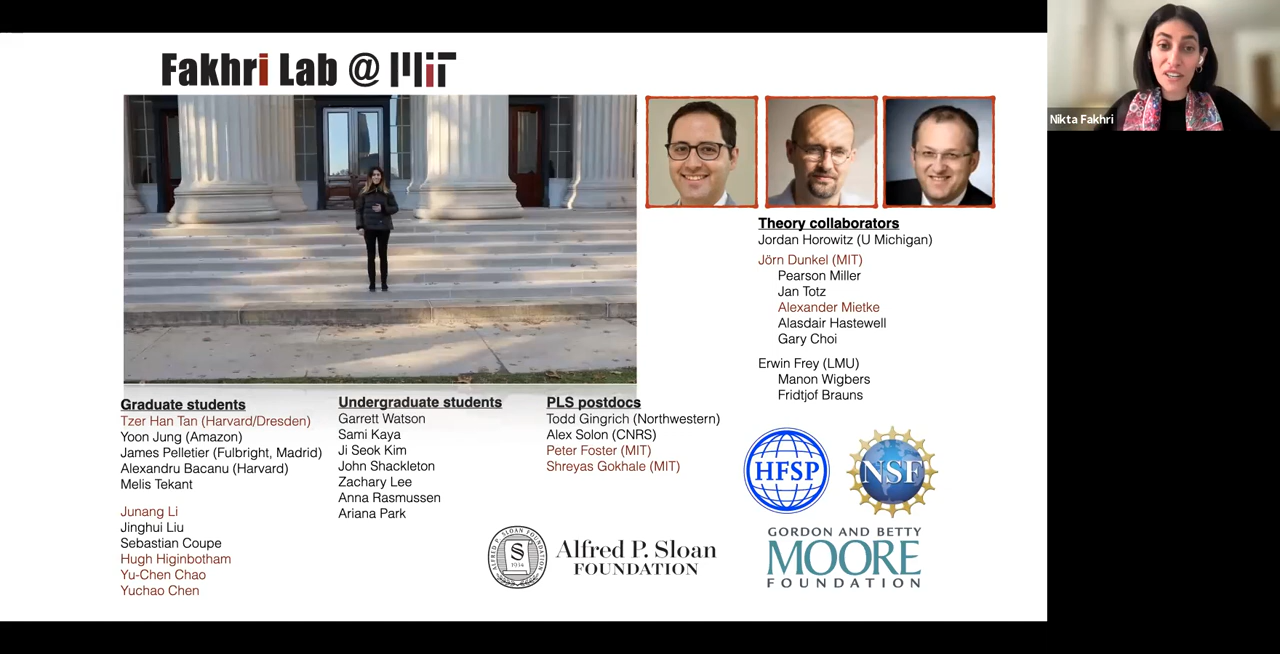 Fakhri Lab @ MIT
Nikta Fakhri
Theory collaborators
Jordan Horowitz (U Michigan)
Jörn Dunkel (MIT)
Pearson Miller
Jan Totz
Alexander Mietke
Alasdair Hastewell
Gary Choi
Erwin Frey (LMU)
Manon Wigbers
Fridtjof Brauns
Graduate students
Tzer Han Tan (Harvard/Dresden)
Yoon Jung (Amazon)
James Pelletier (Fulbright, Madrid)
Alexandru Bacanu (Harvard)
Melis Tekant
Junang Li
Jinghui Liu
Sebastian Coupe
Hugh Higinbotham
Yu-Chen Chao
Yuchao Chen
Undergraduate students
Garrett Watson
Sami Kaya
Ji Seok Kim
John Shackleton
Zachary Lee
Anna Rasmussen
Ariana Park
PLS postdocs
Todd Gingrich (Northwestern)
Alex Solon (CNRS)
Peter Foster (MIT)
Shreyas Gokhale (MIT)
HFSP
NSF
ALFRED P. SLOAN FOUNDATION
S
1934
Alfred P. Sloan
FOUNDATION
GORDON AND BETTY
MOORE
FOUNDATION